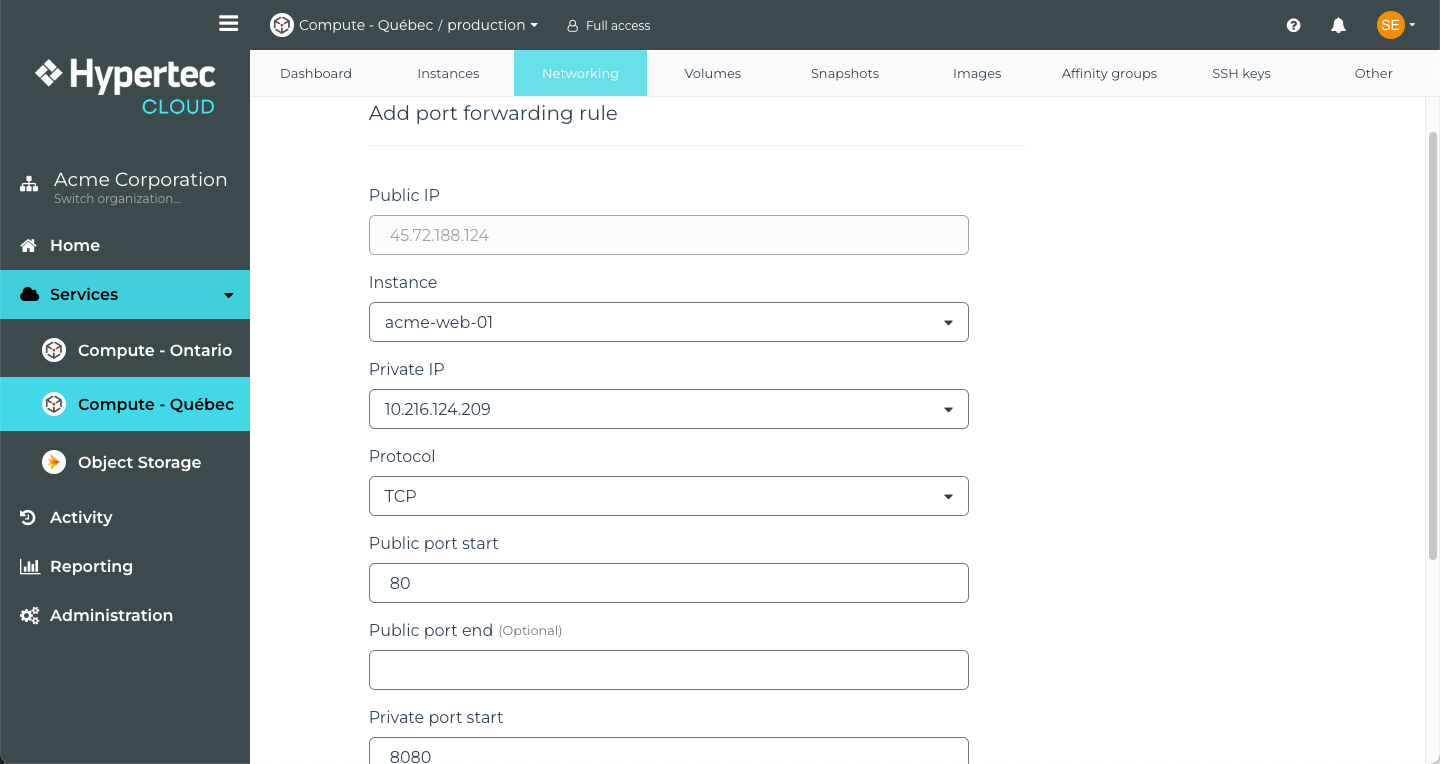 Compute - Québec / production
Full access
SE
Hypertec
CLOUD
Dashboard
Instances
Networking
Volumes
Snapshots
Images
Affinity groups
SSH keys
Other
Acme Corporation
Switch organization...
Home
Services
Compute - Ontario
Compute - Québec
Object Storage
Activity
Reporting
Administration
Add port forwarding rule
Public IP
45.72.188.124
Instance
acme-web-01
Private IP
10.216.124.209
Protocol
TCP
Public port start
80
Public port end (Optional)
Private port start
8080